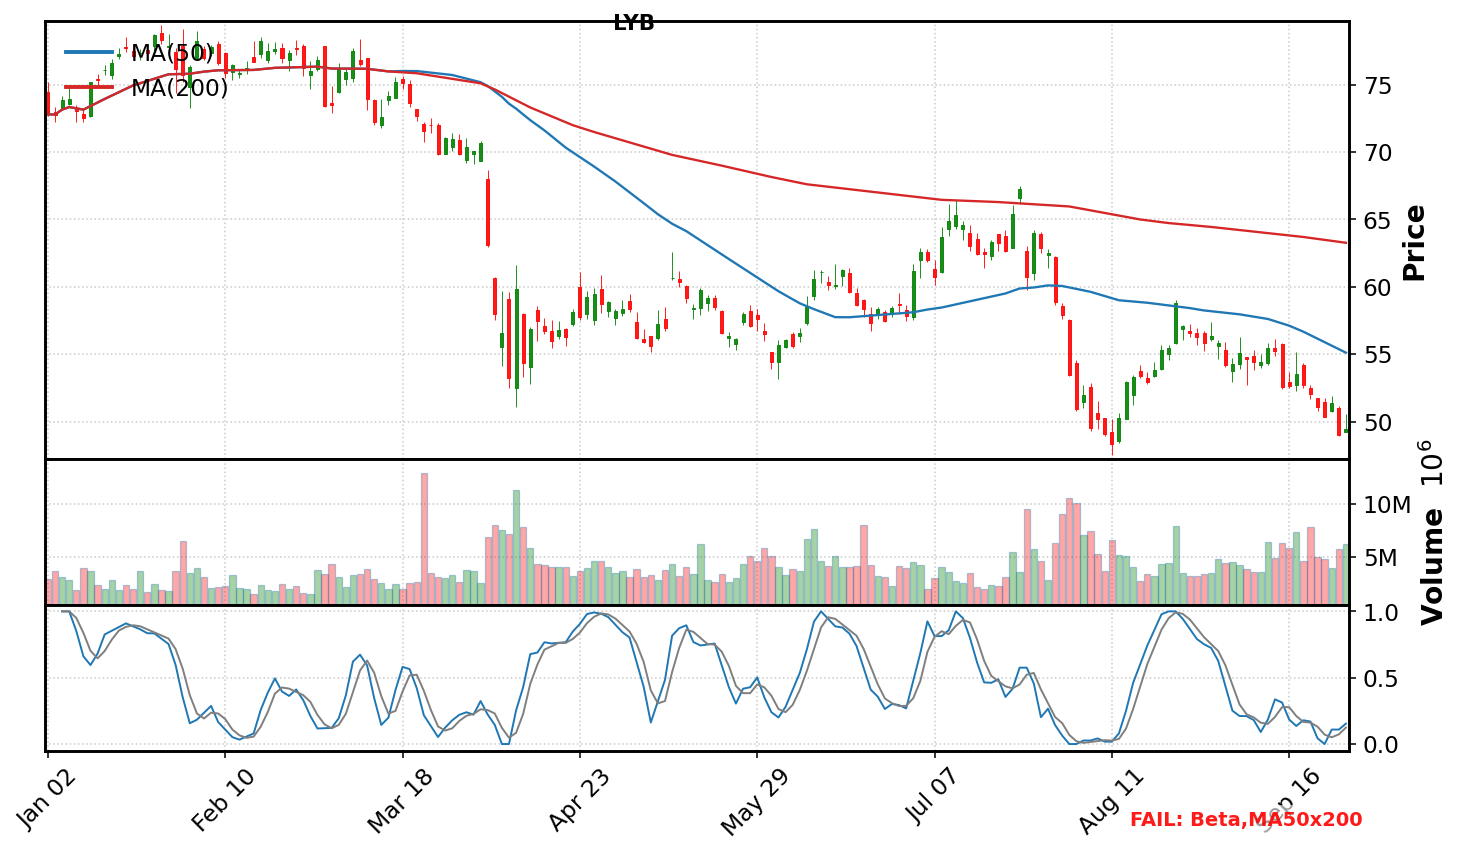 LYB
MA(50)
MA(200)
75
70
65
60
55
50
Price
10M
5M
Volume 10⁶
1.0
0.5
0.0
Jan 02
Feb 10
Mar 18
Apr 23
May 29
Jul 07
Aug 11
Sep 16
FAIL: Beta,MA50x200